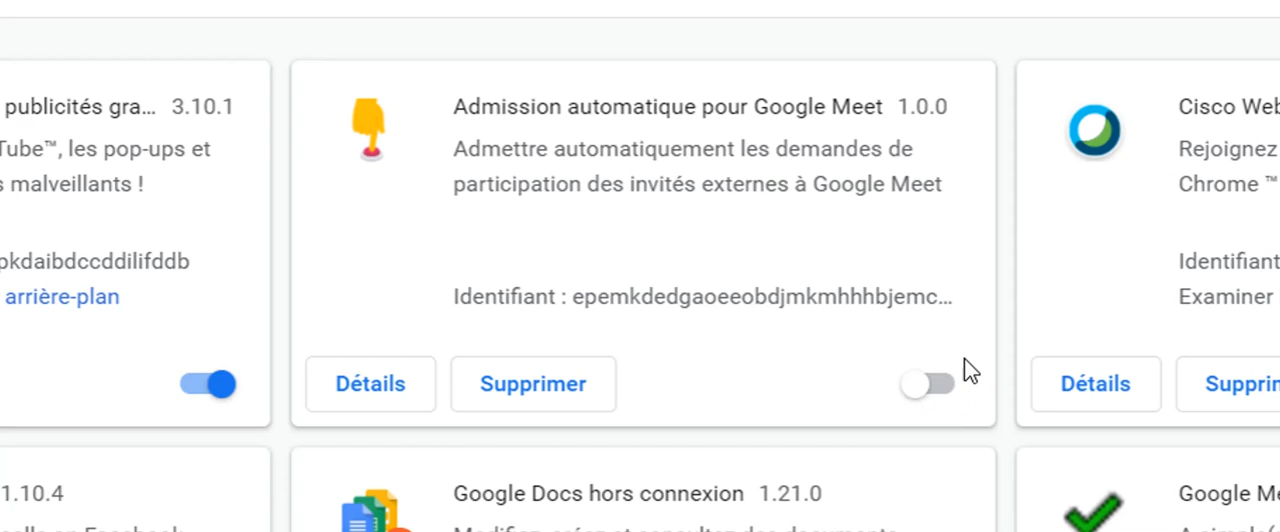 publicités gra... 3.10.1
Tube™, les pop-ups et
s malveillants !
pkdaibdccddilifddb
arrière-plan
Admission automatique pour Google Meet 1.0.0
Admettre automatiquement les demandes de
participation des invités externes à Google Meet
Identifiant : epemkdedgaoeeobdjmkmhhhbjemc...
Détails Supprimer
Cisco Web
Rejoignez
Chrome ™
Identifiant
Examiner
Détails Supprim
1.10.4
Google Docs hors connexion 1.21.0
Google Me